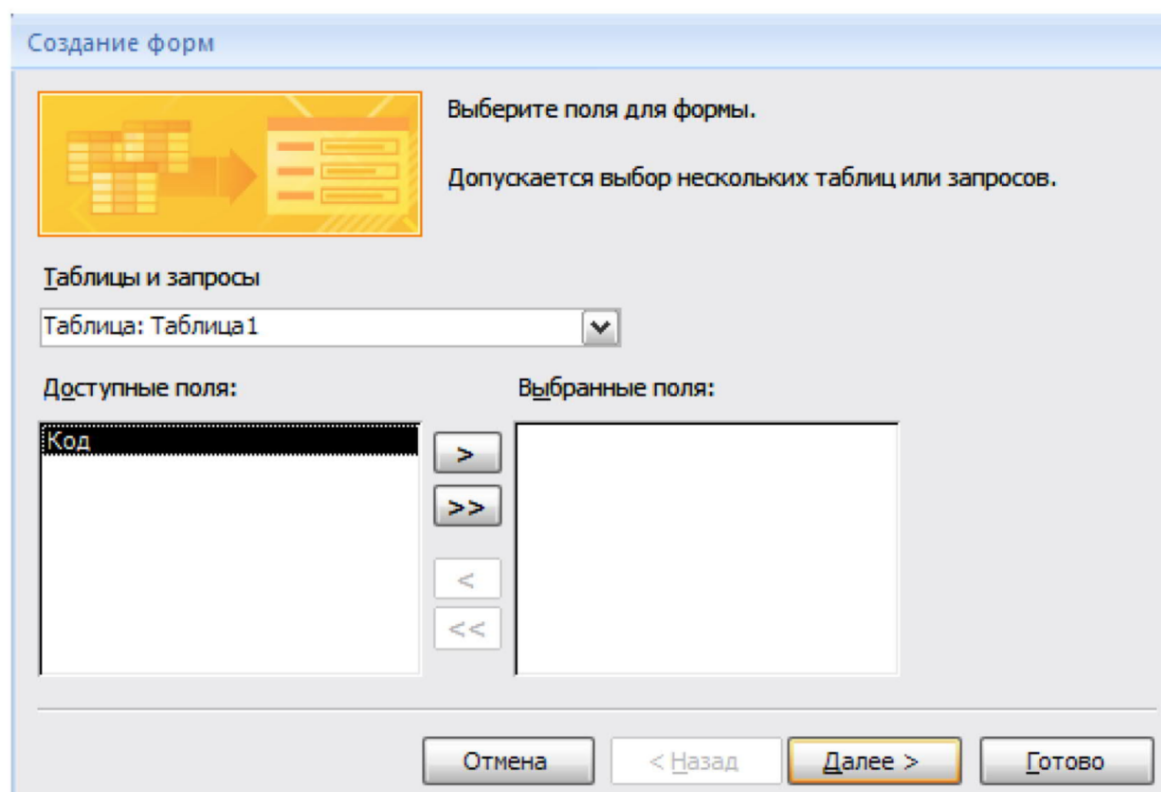 Создание форм
Выберите поля для формы.
Допускается выбор нескольких таблиц или запросов.
Таблицы и запросы
Таблица: Таблица1
Доступные поля:
Выбранные поля:
Код
>
>>
<
<<
Отмена
< Назад
Далее >
Готово